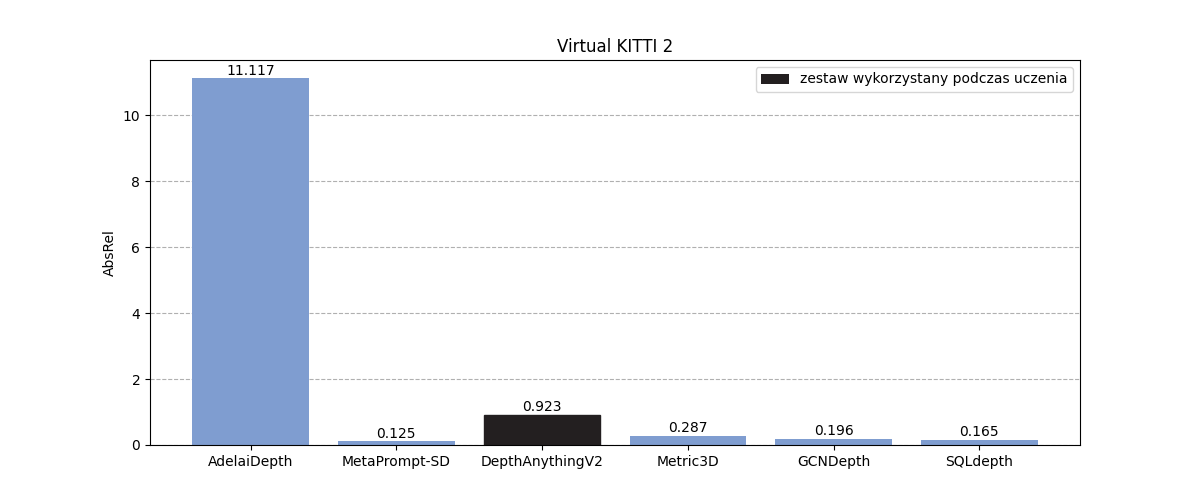 Virtual KITTI 2
zestaw wykorzystany podczas uczenia
AbsRel
10
8
6
4
2
0
11.117
0.125
0.923
0.287
0.196
0.165
AdelaiDepth
MetaPrompt-SD
DepthAnythingV2
Metric3D
GCNDepth
SQLdepth